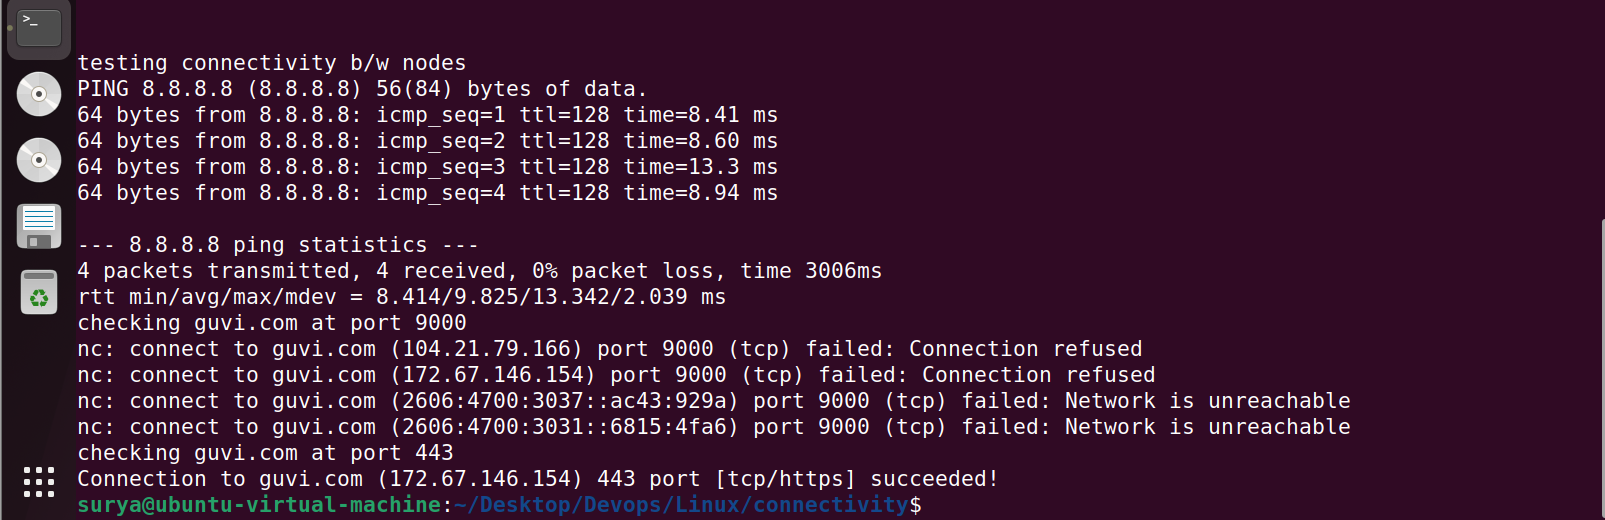 >_
testing connectivity b/w nodes
PING 8.8.8.8 (8.8.8.8) 56(84) bytes of data.
64 bytes from 8.8.8.8: icmp_seq=1 ttl=128 time=8.41 ms
64 bytes from 8.8.8.8: icmp_seq=2 ttl=128 time=8.60 ms
64 bytes from 8.8.8.8: icmp_seq=3 ttl=128 time=13.3 ms
64 bytes from 8.8.8.8: icmp_seq=4 ttl=128 time=8.94 ms
--- 8.8.8.8 ping statistics ---
4 packets transmitted, 4 received, 0% packet loss, time 3006ms
rtt min/avg/max/mdev = 8.414/9.825/13.342/2.039 ms
checking guvi.com at port 9000
nc: connect to guvi.com (104.21.79.166) port 9000 (tcp) failed: Connection refused
nc: connect to guvi.com (172.67.146.154) port 9000 (tcp) failed: Connection refused
nc: connect to guvi.com (2606:4700:3037::ac43:929a) port 9000 (tcp) failed: Network is unreachable
nc: connect to guvi.com (2606:4700:3031::6815:4fa6) port 9000 (tcp) failed: Network is unreachable
checking guvi.com at port 443
Connection to guvi.com (172.67.146.154) 443 port [tcp/https] succeeded!
surya@ubuntu-virtual-machine:~/Desktop/Devops/Linux/connectivity$